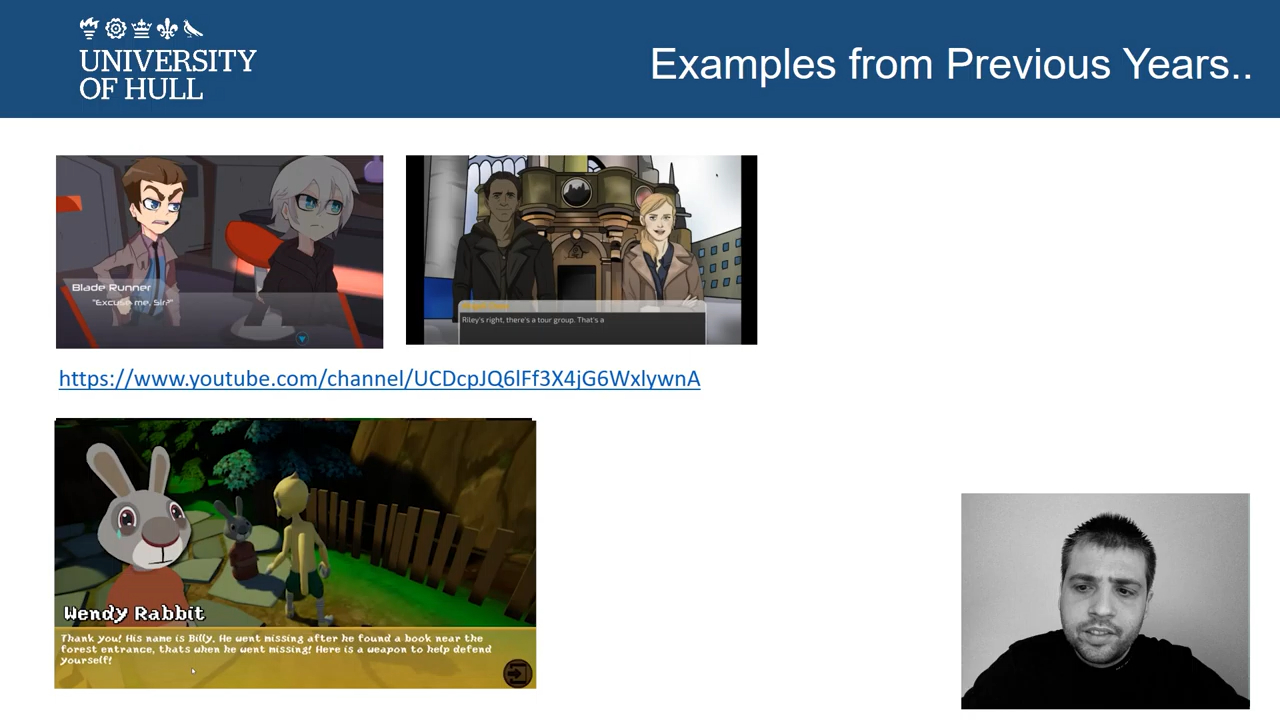 UNIVERSITY
OF HULL
Examples from Previous Years..
Blade Runner
"Excuse me, Sir?"
Riley's right, there's a tour group. That's a
https://www.youtube.com/channel/UCDcpJQ6lFf3X4jG6WxlywnA
Wendy Rabbit
Thank you! His name is Billy. He went missing after he found a book near the
forest entrance, thats when he went missing! Here is a weapon to help defend
yourself!